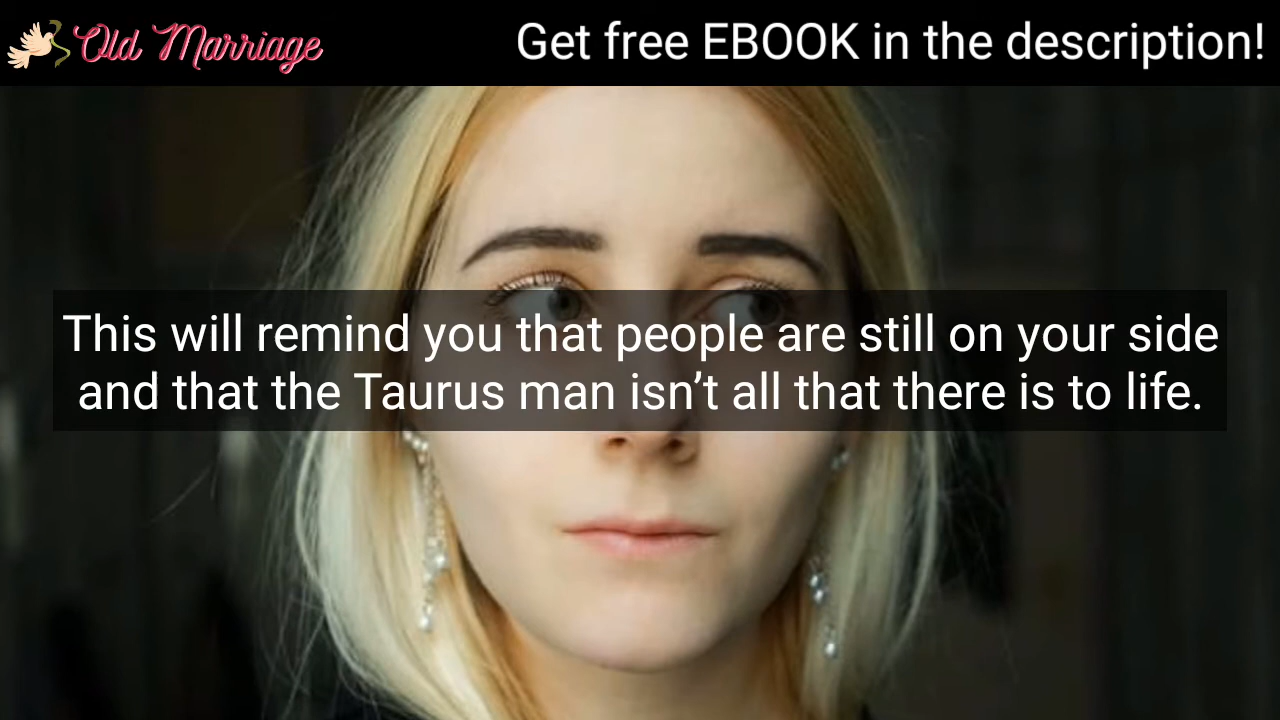 Old Marriage
Get free EBOOK in the description!
This will remind you that people are still on your side
and that the Taurus man isn’t all that there is to life.